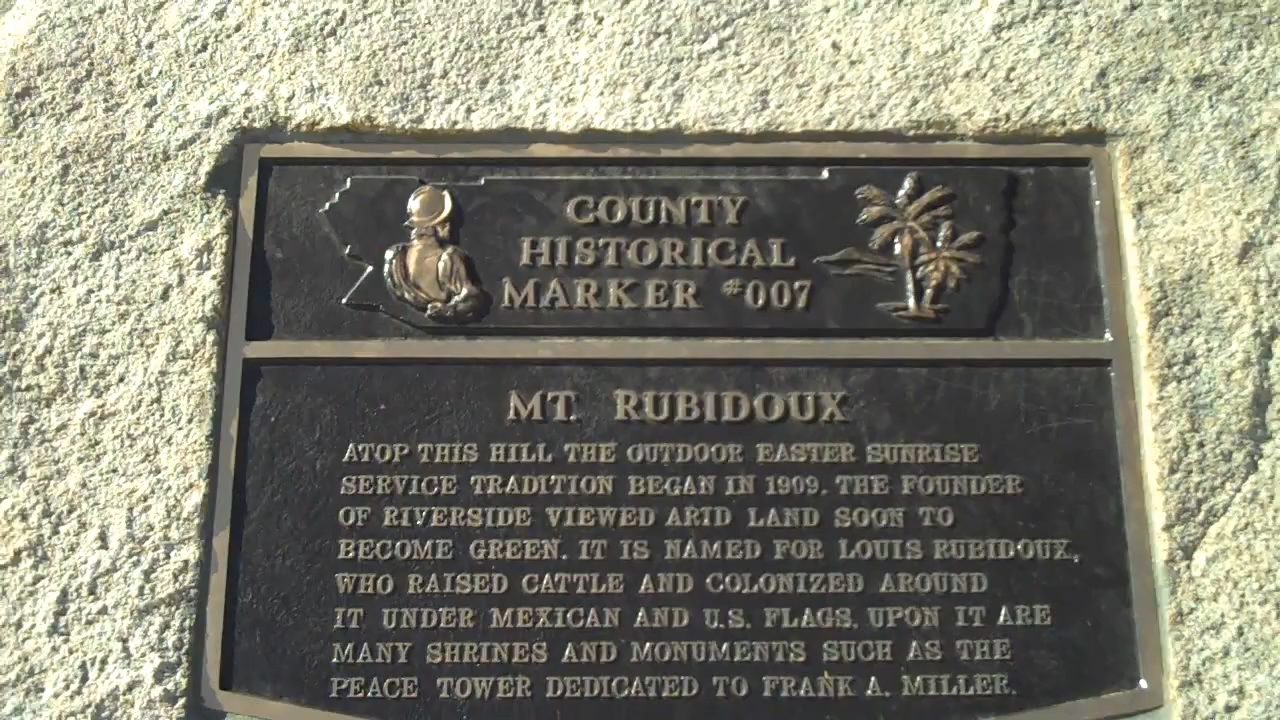 COUNTY
HISTORICAL
MARKER #007
MT. RUBIDOUX
ATOP THIS HILL THE OUTDOOR EASTER SUNRISE
SERVICE TRADITION BEGAN IN 1909. THE FOUNDER
OF RIVERSIDE VIEWED ARID LAND SOON TO
BECOME GREEN. IT IS NAMED FOR LOUIS RUBIDOUX,
WHO RAISED CATTLE AND COLONIZED AROUND
IT UNDER MEXICAN AND U.S. FLAGS. UPON IT ARE
MANY SHRINES AND MONUMENTS SUCH AS THE
PEACE TOWER DEDICATED TO FRANK A. MILLER.